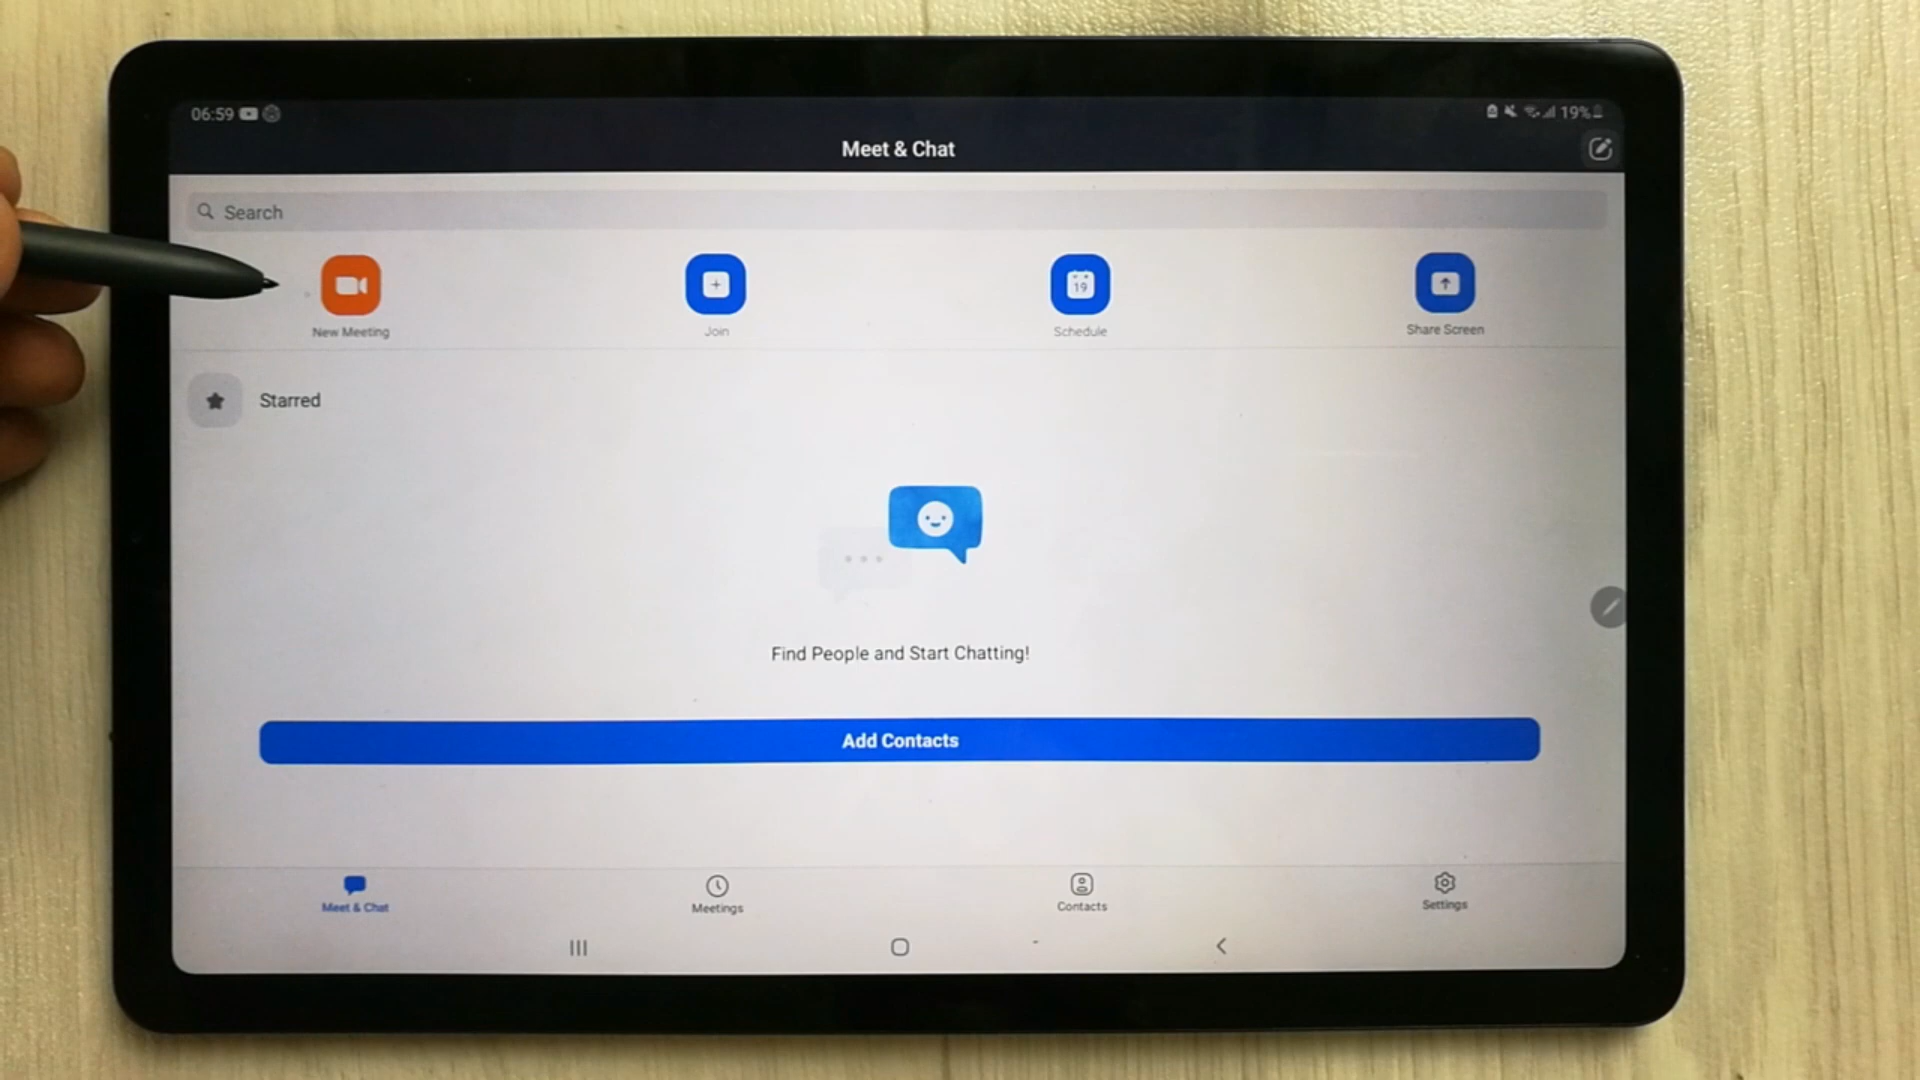 06:59
19%
Meet & Chat
Search
New Meeting
Join
19
Schedule
Share Screen
Starred
Find People and Start Chatting!
Add Contacts
Meet & Chat
Meetings
Contacts
Settings